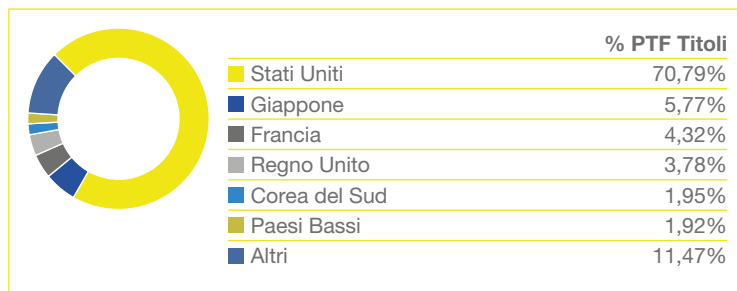 % PTF Titoli
Stati Uniti 70,79%
Giappone 5,77%
Francia 4,32%
Regno Unito 3,78%
Corea del Sud 1,95%
Paesi Bassi 1,92%
Altri 11,47%